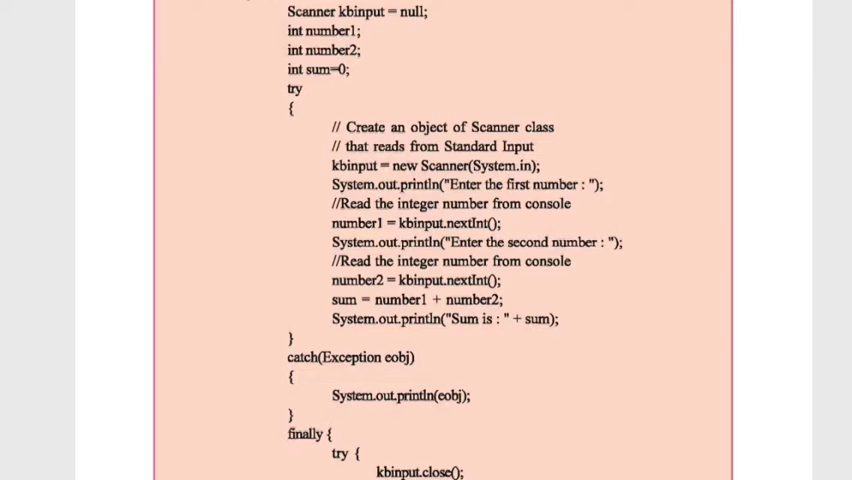 Scanner kbinput = null;
int number1;
int number2;
int sum=0;
try
{
// Create an object of Scanner class
// that reads from Standard Input
kbinput = new Scanner(System.in);
System.out.println("Enter the first number : ");
//Read the integer number from console
number1 = kbinput.nextInt();
System.out.println("Enter the second number : ");
//Read the integer number from console
number2 = kbinput.nextInt();
sum = number1 + number2;
System.out.println("Sum is : " + sum);
}
catch(Exception eobj)
{
System.out.println(eobj);
}
finally {
try {
kbinput.close();